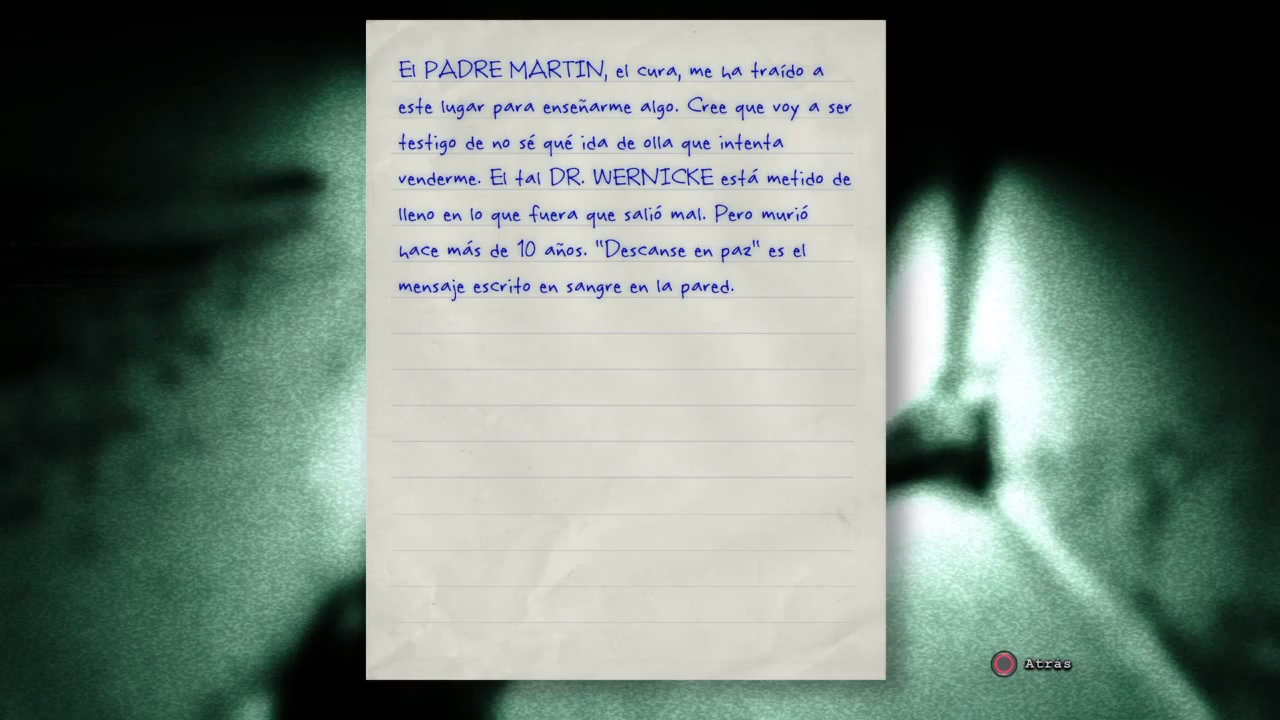 El PADRE MARTIN, el cura, me ha traído a
este lugar para enseñarme algo. Cree que voy a ser
testigo de no sé qué ida de olla que intenta
venderme. El tal DR. WERNICKE está metido de
lleno en lo que fuera que salió mal. Pero murió
hace más de 10 años. "Descanse en paz" es el
mensaje escrito en sangre en la pared.
Atras